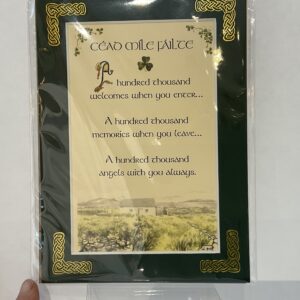 CÉAD MÍLE FÁILTE
A hundred thousand
welcomes when you enter...
A hundred thousand
memories when you leave...
A hundred thousand
angels with you always.